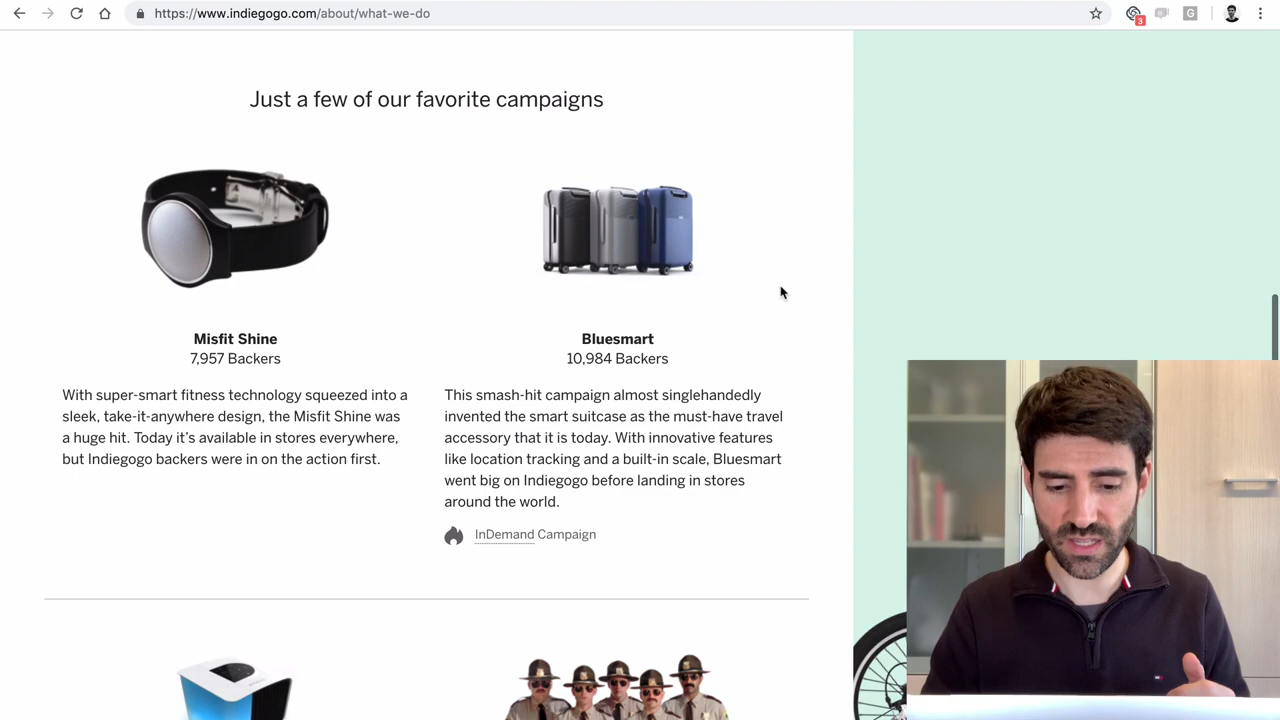 https://www.indiegogo.com/about/what-we-do
3
G
Just a few of our favorite campaigns
Misfit Shine
7,957 Backers
With super-smart fitness technology squeezed into a
sleek, take-it-anywhere design, the Misfit Shine was
a huge hit. Today it's available in stores everywhere,
but Indiegogo backers were in on the action first.
Bluesmart
10,984 Backers
This smash-hit campaign almost singlehandedly
invented the smart suitcase as the must-have travel
accessory that it is today. With innovative features
like location tracking and a built-in scale, Bluesmart
went big on Indiegogo before landing in stores
around the world.
InDemand Campaign